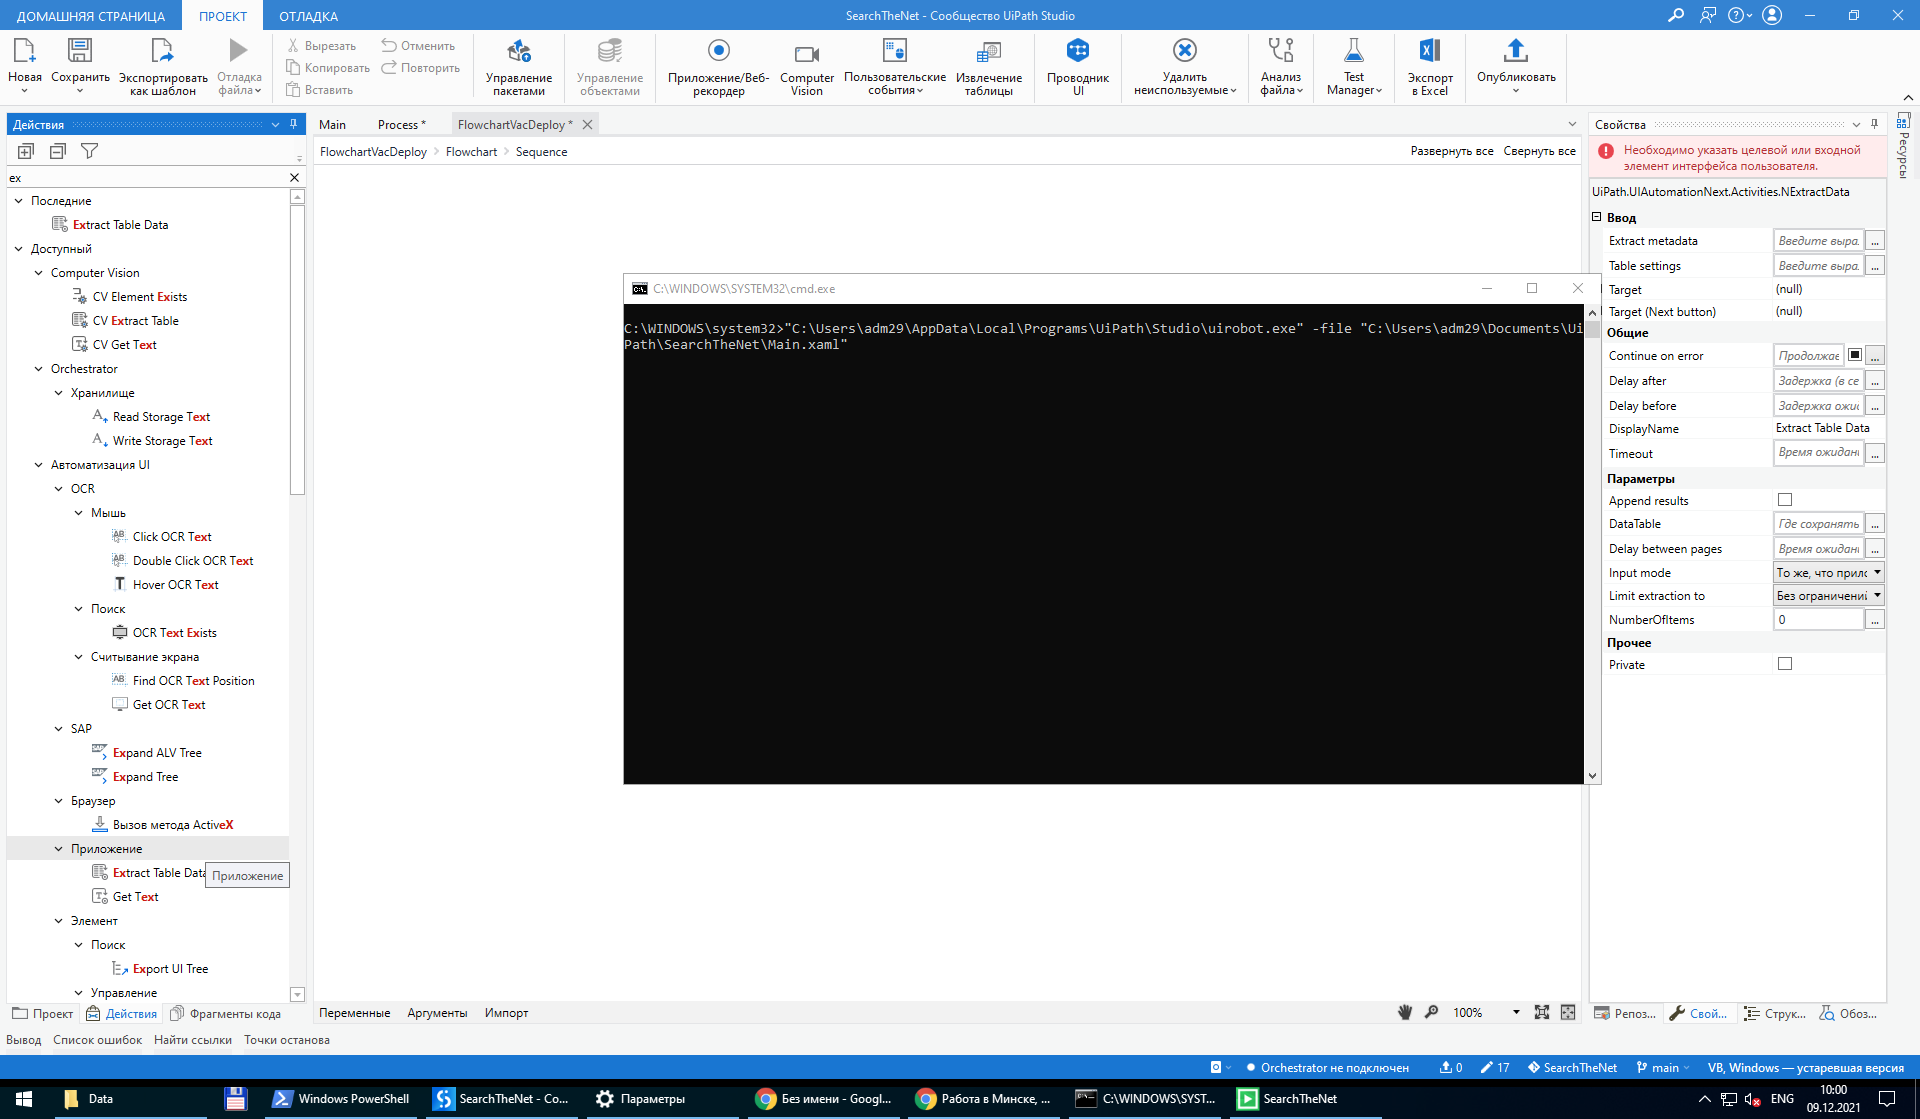 ДОМАШНЯЯ СТРАНИЦА
ПРОЕКТ
ОТЛАДКА
SearchTheNet - Сообщество UiPath Studio
Новая
Сохранить
Экспортировать
как шаблон
Отладка
файла
Вырезать
Копировать
Вставить
Отменить
Повторить
Управление
пакетами
Управление
объектами
Приложение/Веб-
рекордер
Computer
Vision
Пользовательские
события
Извлечение
таблицы
Проводник
UI
Удалить
неиспользуемые
Анализ
файла
Test
Manager
Экспорт
в Excel
Опубликовать
Действия
ex
Последние
Extract Table Data
Доступный
Computer Vision
CV Element Exists
CV Extract Table
CV Get Text
Orchestrator
Хранилище
Read Storage Text
Write Storage Text
Автоматизация UI
OCR
Мышь
Click OCR Text
Double Click OCR Text
Hover OCR Text
Поиск
OCR Text Exists
Считывание экрана
Find OCR Text Position
Get OCR Text
SAP
Expand ALV Tree
Expand Tree
Браузер
Вызов метода ActiveX
Приложение
Extract Table Data
Приложение
Get Text
Элемент
Поиск
Export UI Tree
Управление
Проект
Действия
Фрагменты кода
Main
Process *
FlowchartVacDeploy *
FlowchartVacDeploy > Flowchart > Sequence
Развернуть все
Свернуть все
C:\WINDOWS\SYSTEM32\cmd.exe
C:\WINDOWS\system32>"C:\Users\adm29\AppData\Local\Programs\UiPath\Studio\uirobot.exe" -file "C:\Users\adm29\Documents\Ui
Path\SearchTheNet\Main.xaml"
Переменные
Аргументы
Импорт
100%
Свойства
Необходимо указать целевой или входной
элемент интерфейса пользователя.
UiPath.UIAutomationNext.Activities.NExtractData
Ввод
Extract metadata
Введите выра.
...
Table settings
Введите выра.
...
Target
(null)
Target (Next button)
(null)
Общие
Continue on error
Продолжае
...
Delay after
Задержка (в се
...
Delay before
Задержка ожи
...
DisplayName
Extract Table Data
Timeout
Время ожидан
...
Параметры
Append results
DataTable
Где сохранять
...
Delay between pages
Время ожидан
...
Input mode
То же, что прил
Limit extraction to
Без ограничени
NumberOfItems
0
...
Прочее
Private
Репоз...
Свой...
Струк...
Обоз...
Ресурсы
Вывод
Список ошибок
Найти ссылки
Точки останова
Orchestrator не подключен
0
17
SearchTheNet
main
VB, Windows — устаревшая версия
Data
Windows PowerShell
SearchTheNet - Co...
Параметры
Без имени - Googl...
Работа в Минске, ...
C:\WINDOWS\SYST...
SearchTheNet
ENG
10:00
09.12.2021